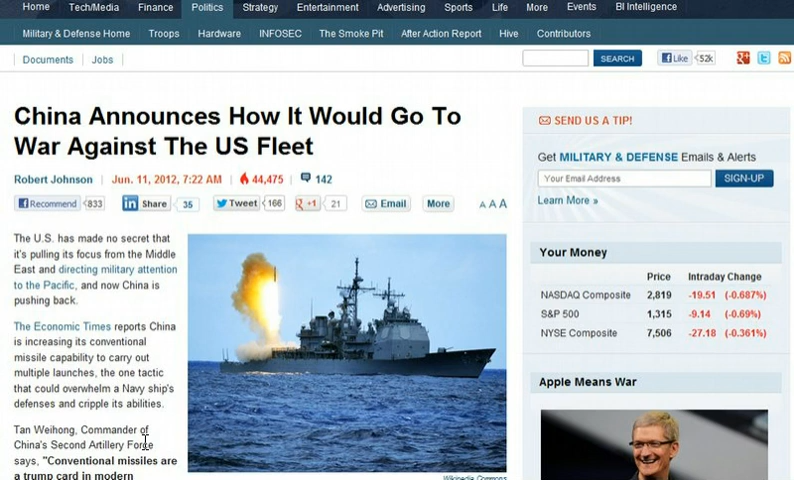 Home Tech/Media Finance Politics Strategy Entertainment Advertising Sports Life More Events BI Intelligence
Military & Defense Home Troops Hardware INFOSEC The Smoke Pit After Action Report Hive Contributors
Documents Jobs SEARCH Like 52k
China Announces How It Would Go To
War Against The US Fleet
Robert Johnson | Jun. 11, 2012, 7:22 AM | 44,475 | 142
Recommend 833 Share 35 Tweet 166 +1 21 Email More A A A
The U.S. has made no secret that
it's pulling its focus from the Middle
East and directing military attention
to the Pacific, and now China is
pushing back.
The Economic Times reports China
is increasing its conventional
missile capability to carry out
multiple launches, the one tactic
that could overwhelm a Navy ship's
defenses and cripple its abilities.
Tan Weihong, Commander of
China's Second Artillery Force
says, "Conventional missiles are
a trump card in modern
Wikipedia Commons
SEND US A TIP!
Get MILITARY & DEFENSE Emails & Alerts
Your Email Address SIGN-UP
Learn More »
Your Money
Price Intraday Change
NASDAQ Composite 2,819 -19.51 (-0.687%)
S&P 500 1,315 -9.14 (-0.69%)
NYSE Composite 7,506 -27.18 (-0.361%)
Apple Means War